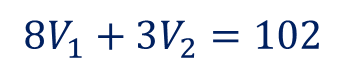 8V₁ + 3V₂ = 102